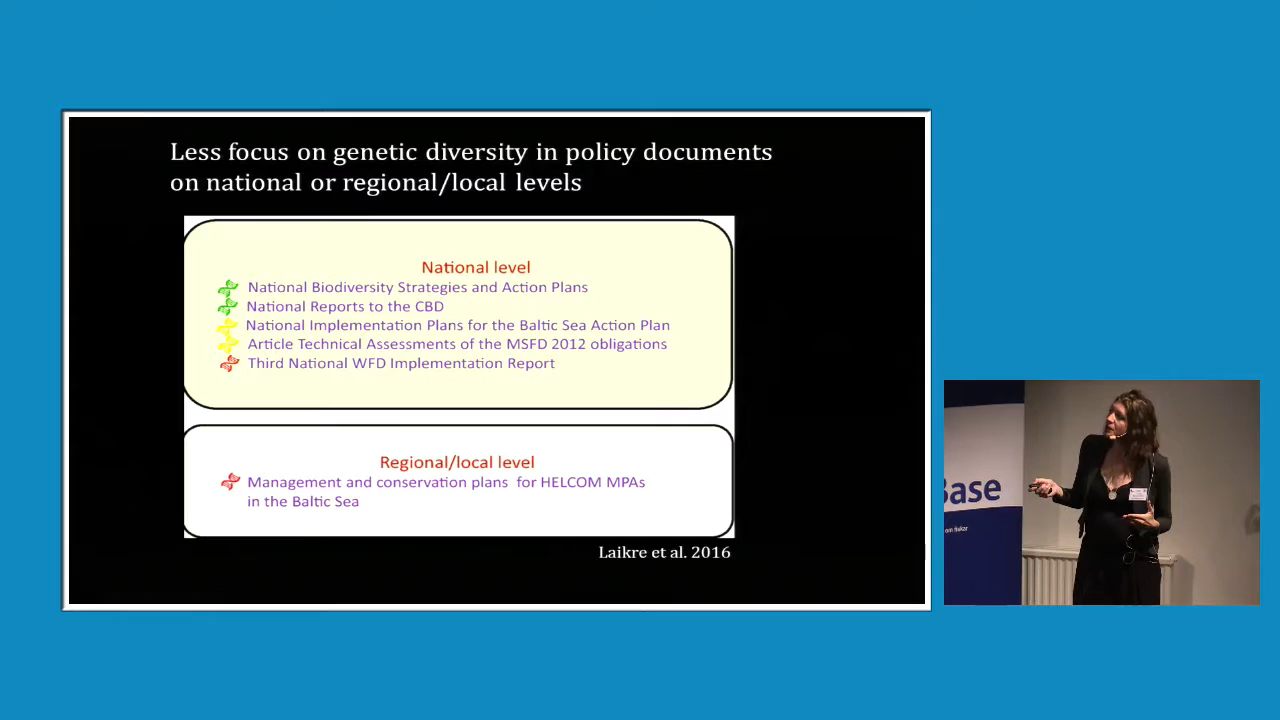 Less focus on genetic diversity in policy documents
on national or regional/local levels
National level
National Biodiversity Strategies and Action Plans
National Reports to the CBD
National Implementation Plans for the Baltic Sea Action Plan
Article Technical Assessments of the MSFD 2012 obligations
Third National WFD Implementation Report
Regional/local level
Management and conservation plans for HELCOM MPAs
in the Baltic Sea
Laikre et al. 2016
Base
om fiskar